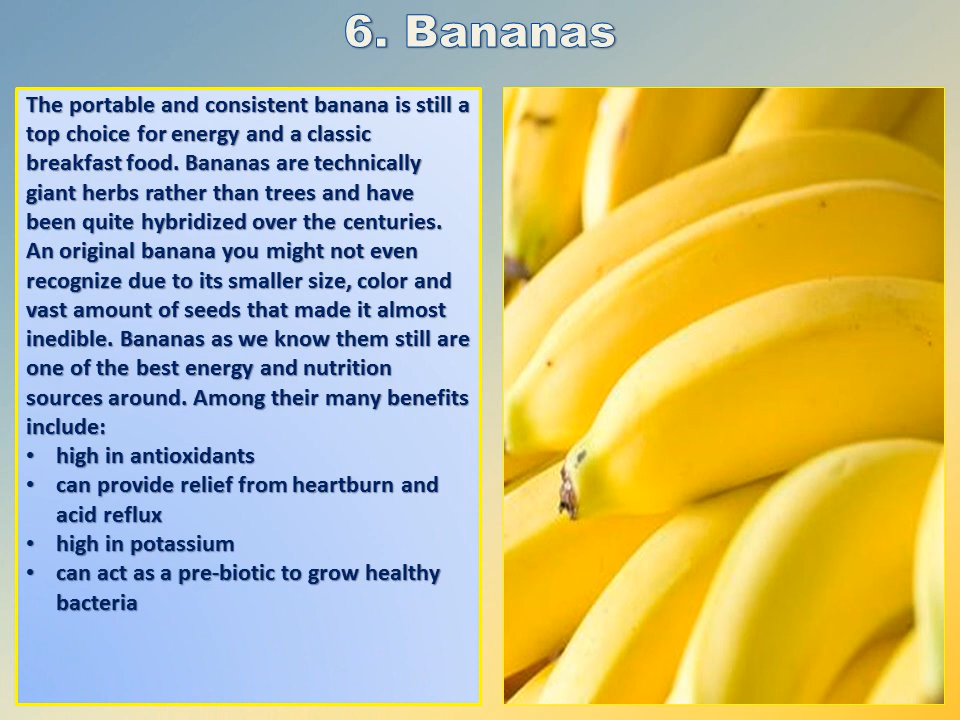 6. Bananas
The portable and consistent banana is still a
top choice for energy and a classic
breakfast food. Bananas are technically
giant herbs rather than trees and have
been quite hybridized over the centuries.
An original banana you might not even
recognize due to its smaller size, color and
vast amount of seeds that made it almost
inedible. Bananas as we know them still are
one of the best energy and nutrition
sources around. Among their many benefits
include:
• high in antioxidants
• can provide relief from heartburn and
acid reflux
• high in potassium
• can act as a pre-biotic to grow healthy
bacteria